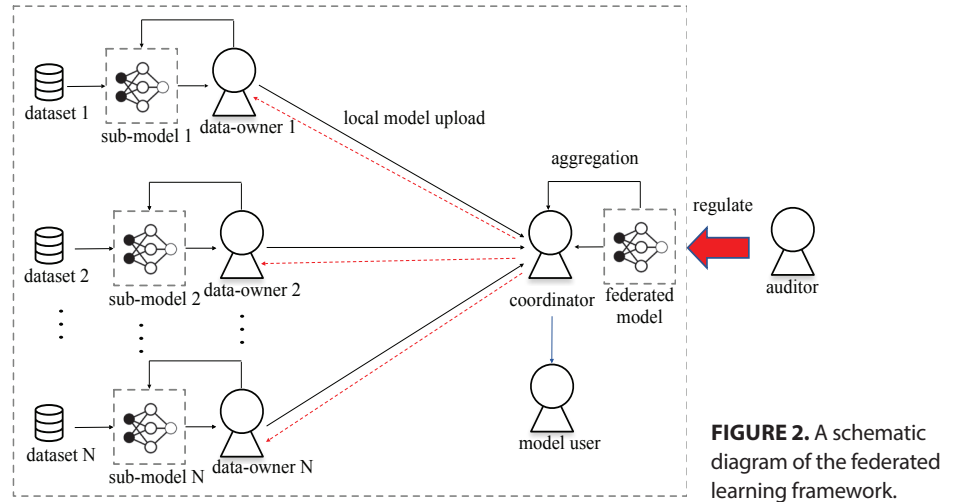 dataset 1
sub-model 1
data-owner 1
local model upload
aggregation
regulate
dataset 2
sub-model 2
data-owner 2
coordinator
federated
model
auditor
dataset N
sub-model N
data-owner N
model user
FIGURE 2. A schematic
diagram of the federated
learning framework.